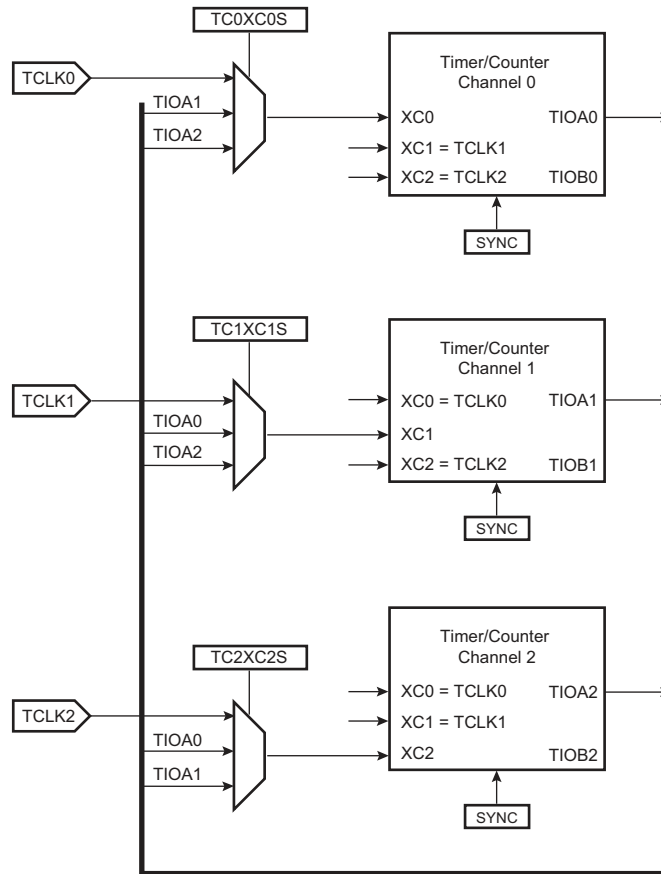 TC0XC0S
TCLK0
TIOA1
TIOA2
Timer/Counter
Channel 0
XC0
TIOA0
XC1 = TCLK1
XC2 = TCLK2
TIOB0
SYNC
TC1XC1S
TCLK1
TIOA0
TIOA2
Timer/Counter
Channel 1
XC0 = TCLK0
TIOA1
XC1
XC2 = TCLK2
TIOB1
SYNC
TC2XC2S
TCLK2
TIOA0
TIOA1
Timer/Counter
Channel 2
XC0 = TCLK0
TIOA2
XC1 = TCLK1
XC2
TIOB2
SYNC